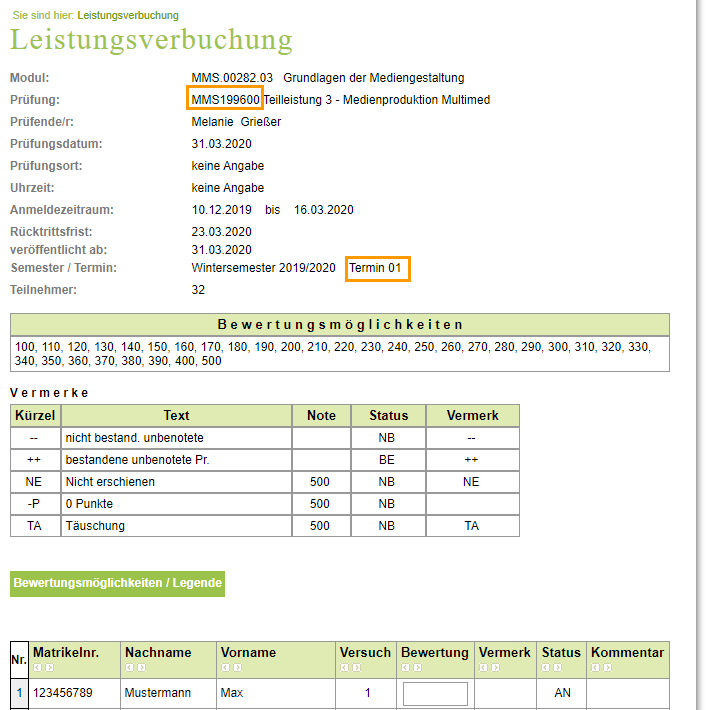 Sie sind hier: Leistungsverbuchung
Leistungsverbuchung
Modul: MMS.00282.03 Grundlagen der Mediengestaltung
Prüfung: MMS199600 Teilleistung 3 - Medienproduktion Multimed
Prüfende/r: Melanie Grießer
Prüfungsdatum: 31.03.2020
Prüfungsort: keine Angabe
Uhrzeit: keine Angabe
Anmeldezeitraum: 10.12.2019 bis 16.03.2020
Rücktrittsfrist: 23.03.2020
veröffentlicht ab: 31.03.2020
Semester / Termin: Wintersemester 2019/2020 Termin 01
Teilnehmer: 32
Bewertungsmöglichkeiten
100, 110, 120, 130, 140, 150, 160, 170, 180, 190, 200, 210, 220, 230, 240, 250, 260, 270, 280, 290, 300, 310, 320, 330,
340, 350, 360, 370, 380, 390, 400, 500
Vermerke
Kürzel Text Note Status Vermerk
-- nicht bestand. unbenotete NB --
++ bestandene unbenotete Pr. BE ++
NE Nicht erschienen 500 NB NE
-P 0 Punkte 500 NB
TA Täuschung 500 NB TA
Bewertungsmöglichkeiten / Legende
Nr. Matrikelnr. Nachname Vorname Versuch Bewertung Vermerk Status Kommentar
1 123456789 Mustermann Max 1 AN